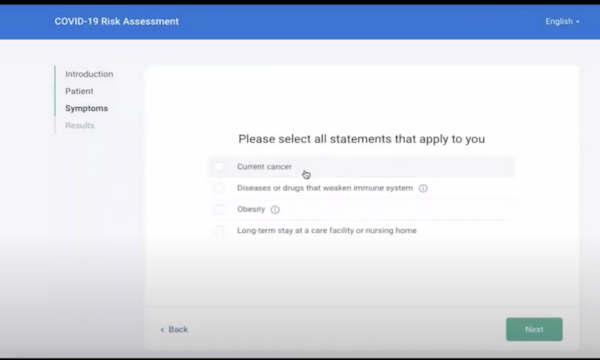 COVID-19 Risk Assessment
English
Introduction
Patient
Symptoms
Results
Please select all statements that apply to you
Current cancer
Diseases or drugs that weaken immune system
Obesity
Long-term stay at a care facility or nursing home
< Back
Next